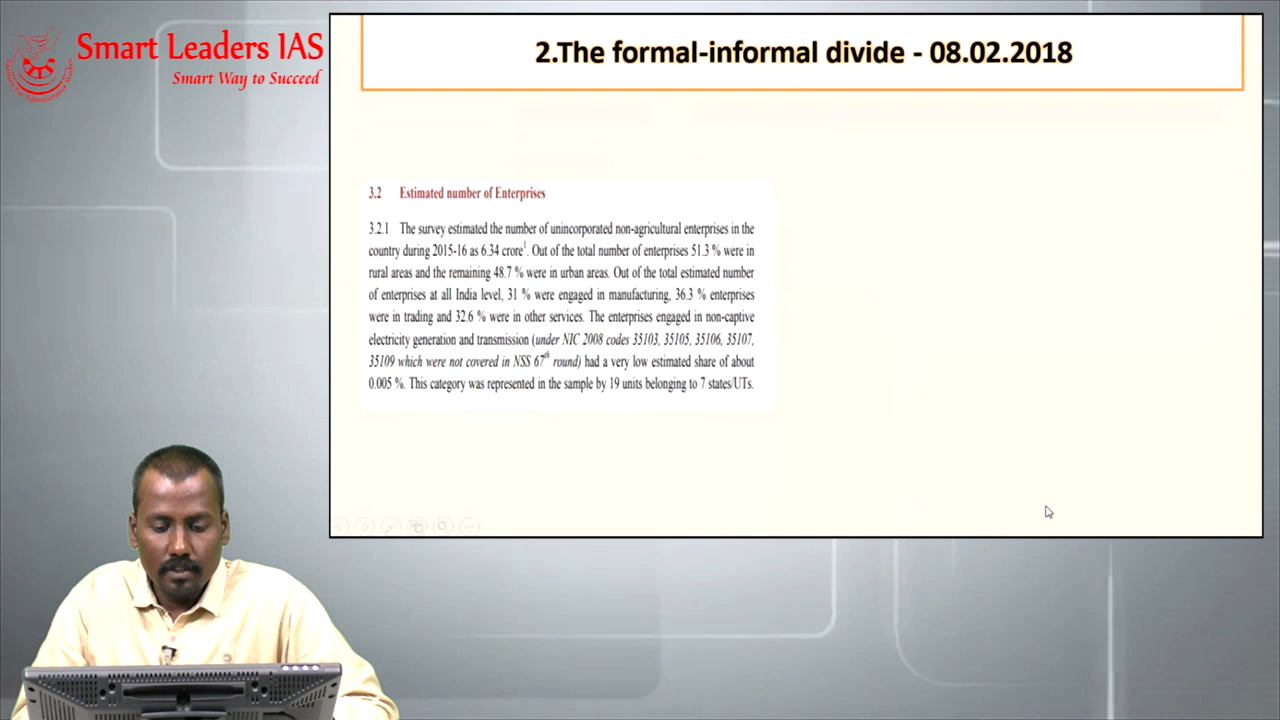 Smart Leaders IAS
Smart Way to Succeed
2.The formal-informal divide - 08.02.2018
3.2 Estimated number of Enterprises
3.2.1 The survey estimated the number of unincorporated non-agricultural enterprises in the
country during 2015-16 as 6.34 crore1. Out of the total number of enterprises 51.3 % were in
rural areas and the remaining 48.7 % were in urban areas. Out of the total estimated number
of enterprises at all India level, 31 % were engaged in manufacturing, 36.3 % enterprises
were in trading and 32.6 % were in other services. The enterprises engaged in non-captive
electricity generation and transmission (under NIC 2008 codes 35103, 35105, 35106, 35107,
35109 which were not covered in NSS 67th round) had a very low estimated share of about
0.005 %. This category was represented in the sample by 19 units belonging to 7 states/UTs.